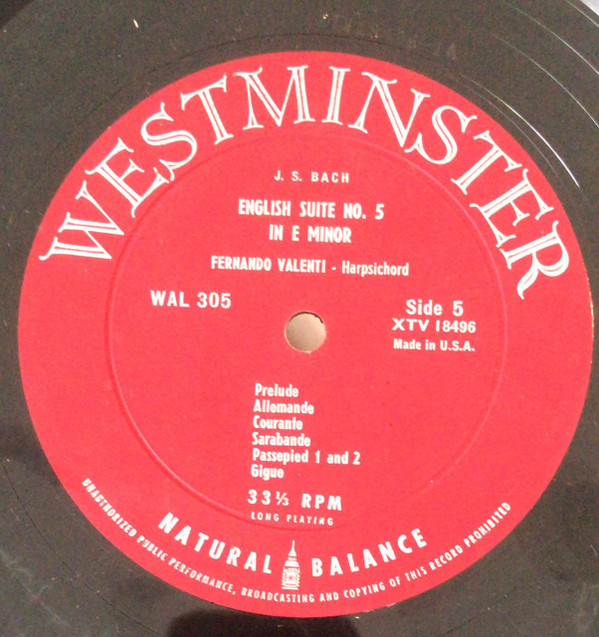 WESTMINSTER
J. S. BACH
ENGLISH SUITE NO. 5
IN E MINOR
FERNANDO VALENTI - Harpsichord
WAL 305
Side 5
XTV 18496
Made in U.S.A.
Prelude
Allemande
Courante
Sarabande
Passepied 1 and 2
Gigue
33⅓ RPM
LONG PLAYING
NATURAL BALANCE
UNAUTHORIZED PUBLIC PERFORMANCE, BROADCASTING AND COPYING OF THIS RECORD PROHIBITED